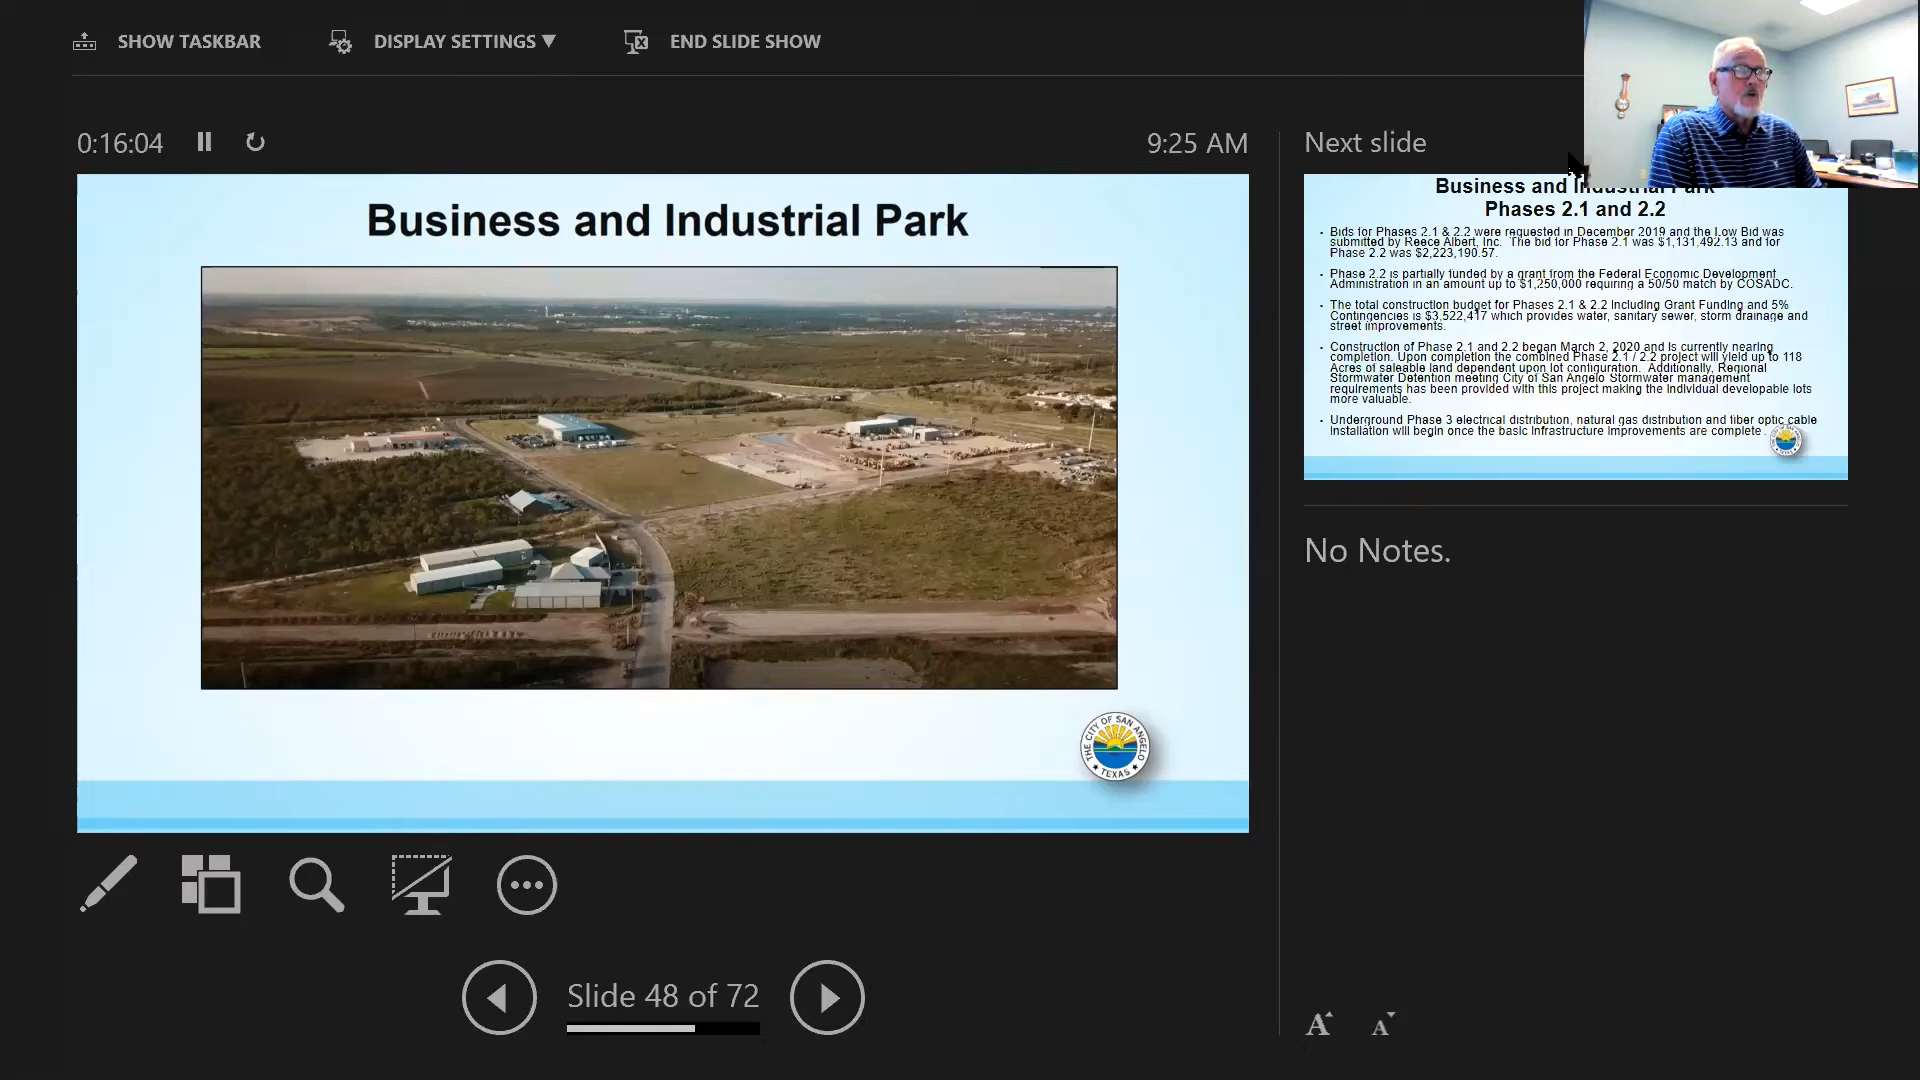 SHOW TASKBAR
DISPLAY SETTINGS ▼
END SLIDE SHOW
0:16:04
9:25 AM
Next slide
Business and Industrial Park
THE CITY OF SAN ANGELO
TEXAS
Business and Industrial Park
Phases 2.1 and 2.2
• Bids for Phases 2.1 & 2.2 were requested in December 2019 and the Low Bid was
submitted by Reece Albert, Inc. The bid for Phase 2.1 was $1,131,492.13 and for
Phase 2.2 was $2,223,190.57.
• Phase 2.2 is partially funded by a grant from the Federal Economic Development
Administration in an amount up to $1,250,000 requiring a 50/50 match by COSADC.
• The total construction budget for Phases 2.1 & 2.2 including Grant Funding and 5%
Contingencies is $3,522,417 which provides water, sanitary sewer, storm drainage and
street improvements.
• Construction of Phase 2.1 and 2.2 began March 2, 2020 and is currently nearing
completion. Upon completion the combined Phase 2.1 / 2.2 project will yield up to 118
Acres of saleable land dependent upon lot configuration. Additionally, Regional
Stormwater Detention meeting City of San Angelo Stormwater management
requirements has been provided with this project making the individual developable lots
more valuable.
• Underground Phase 3 electrical distribution, natural gas distribution and fiber optic cable
installation will begin once the basic infrastructure improvements are complete.
No Notes.
Slide 48 of 72
A A